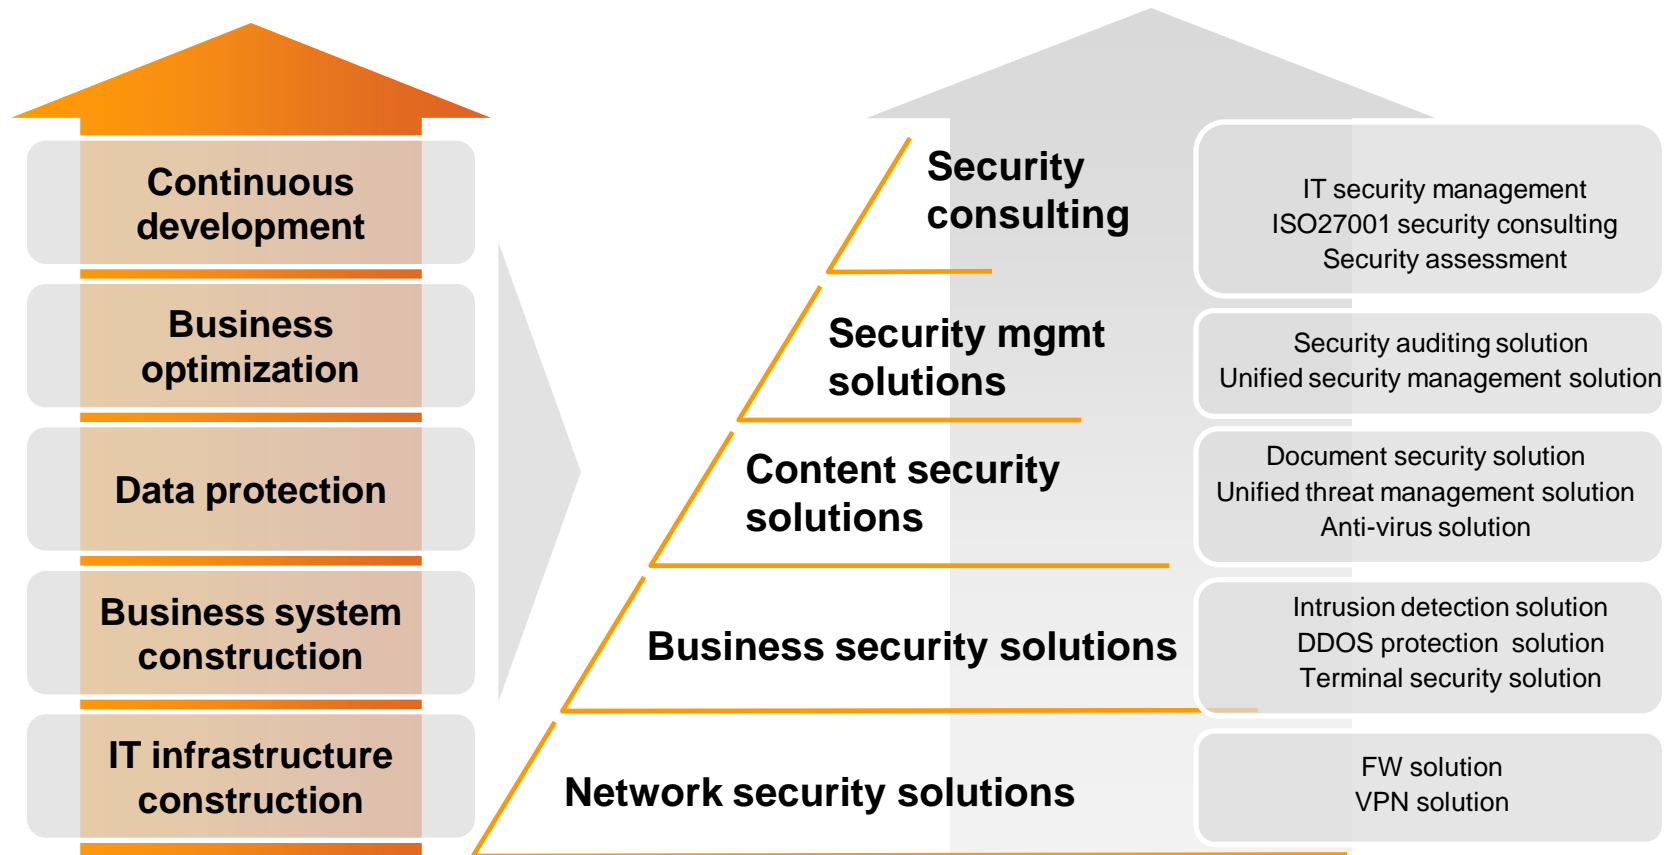 Continuous
development
Business
optimization
Data protection
Business system
construction
IT infrastructure
construction
Security
consulting
Security mgmt
solutions
Content security
solutions
Business security solutions
Network security solutions
IT security management
ISO27001 security consulting
Security assessment
Security auditing solution
Unified security management solution
Document security solution
Unified threat management solution
Anti-virus solution
Intrusion detection solution
DDOS protection solution
Terminal security solution
FW solution
VPN solution